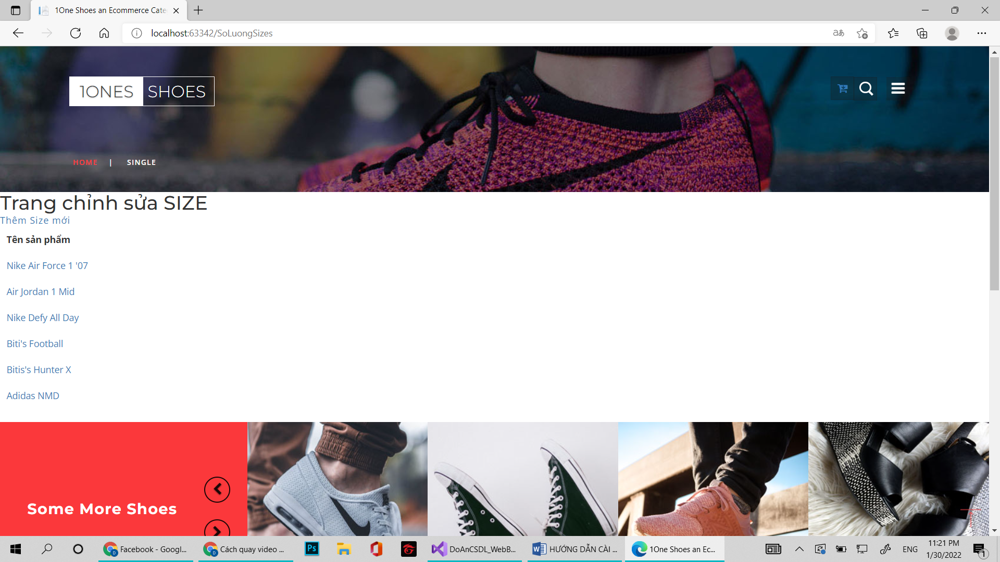 1One Shoes an Ecommerce Cate
localhost:63342/SoLuongSizes
1ONES SHOES
HOME | SINGLE
Trang chỉnh sửa SIZE
Thêm Size mới
Tên sản phẩm
Nike Air Force 1 '07
Air Jordan 1 Mid
Nike Defy All Day
Biti's Football
Bitis's Hunter X
Adidas NMD
Some More Shoes
Facebook - Googl...
Cách quay video ...
Ps
DoAnCSDL_WebB...
HƯỚNG DẪN CÀI ...
1One Shoes an Ec...
ENG
11:21 PM
1/30/2022
1